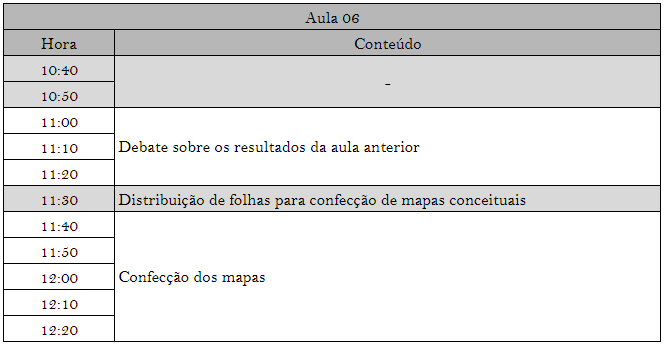 Aula 06
Hora Conteúdo
10:40
-
10:50
11:00
11:10 Debate sobre os resultados da aula anterior
11:20
11:30 Distribuição de folhas para confecção de mapas conceituais
11:40
11:50
12:00 Confecção dos mapas
12:10
12:20